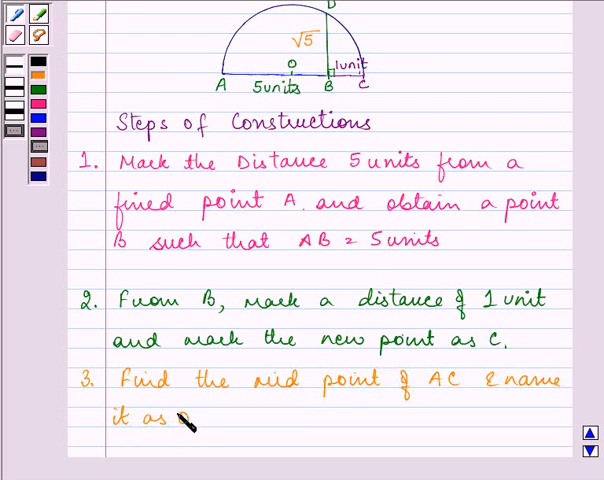 D
√5
O
1unit
A
5units
B
C
Steps of Constructions
1. Mark the Distance 5 units from a
fined point A. and obtain a point
B such that AB = 5 units
2. From B, mark a distance of 1 unit
and mark the new point as C.
3. Find the mid point of AC & name
it as O